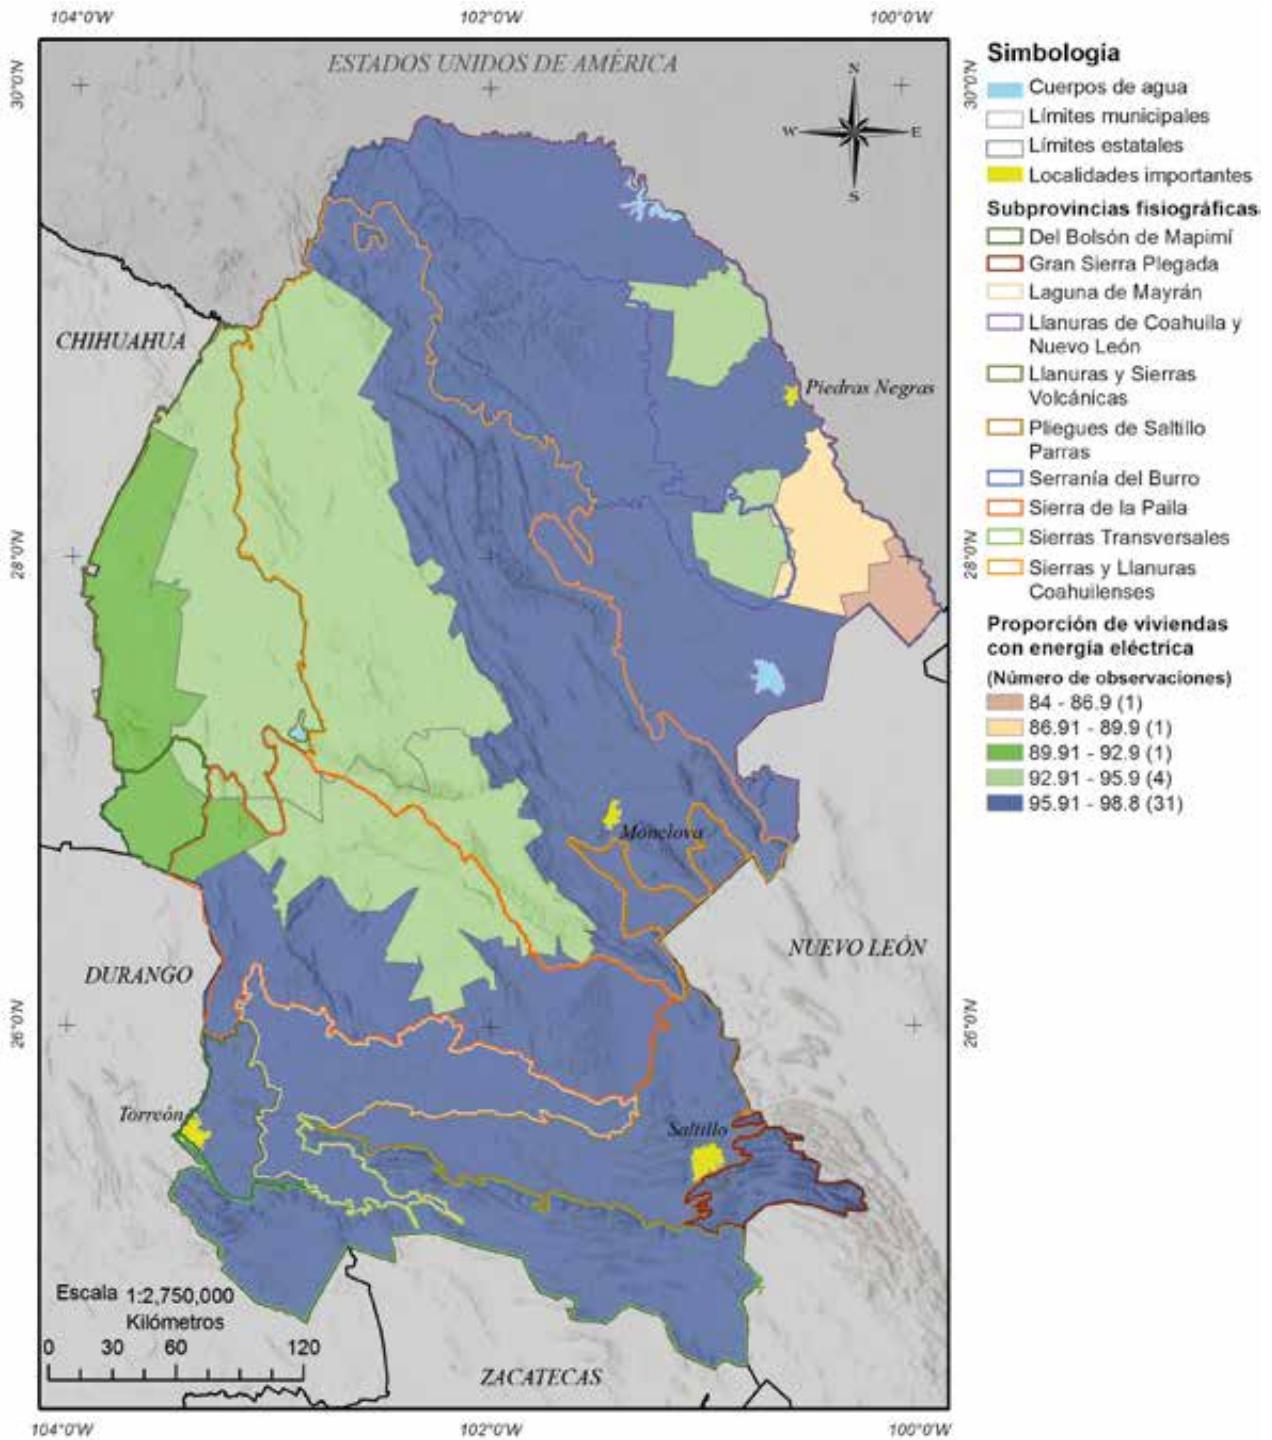 104°0'W 102°0'W 100°0'W
30°0'N
28°0'N
26°0'N
ESTADOS UNIDOS DE AMÉRICA
N
W E
S
CHIHUAHUA
Piedras Negras
Monclova
DURANGO
NUEVO LEÓN
Torreón
Saltillo
ZACATECAS
Escala 1:2,750,000
Kilómetros
0 30 60 120
30°0'N
28°0'N
26°0'N
104°0'W 102°0'W 100°0'W
Simbología
Cuerpos de agua
Límites municipales
Límites estatales
Localidades importantes
Subprovincias fisiográficas
Del Bolsón de Mapimí
Gran Sierra Plegada
Laguna de Mayrán
Llanuras de Coahuila y
Nuevo León
Llanuras y Sierras
Volcánicas
Pliegues de Saltillo
Parras
Serranía del Burro
Sierra de la Paila
Sierras Transversales
Sierras y Llanuras
Coahuilenses
Proporción de viviendas
con energía eléctrica
(Número de observaciones)
84 - 86.9 (1)
86.91 - 89.9 (1)
89.91 - 92.9 (1)
92.91 - 95.9 (4)
95.91 - 98.8 (31)